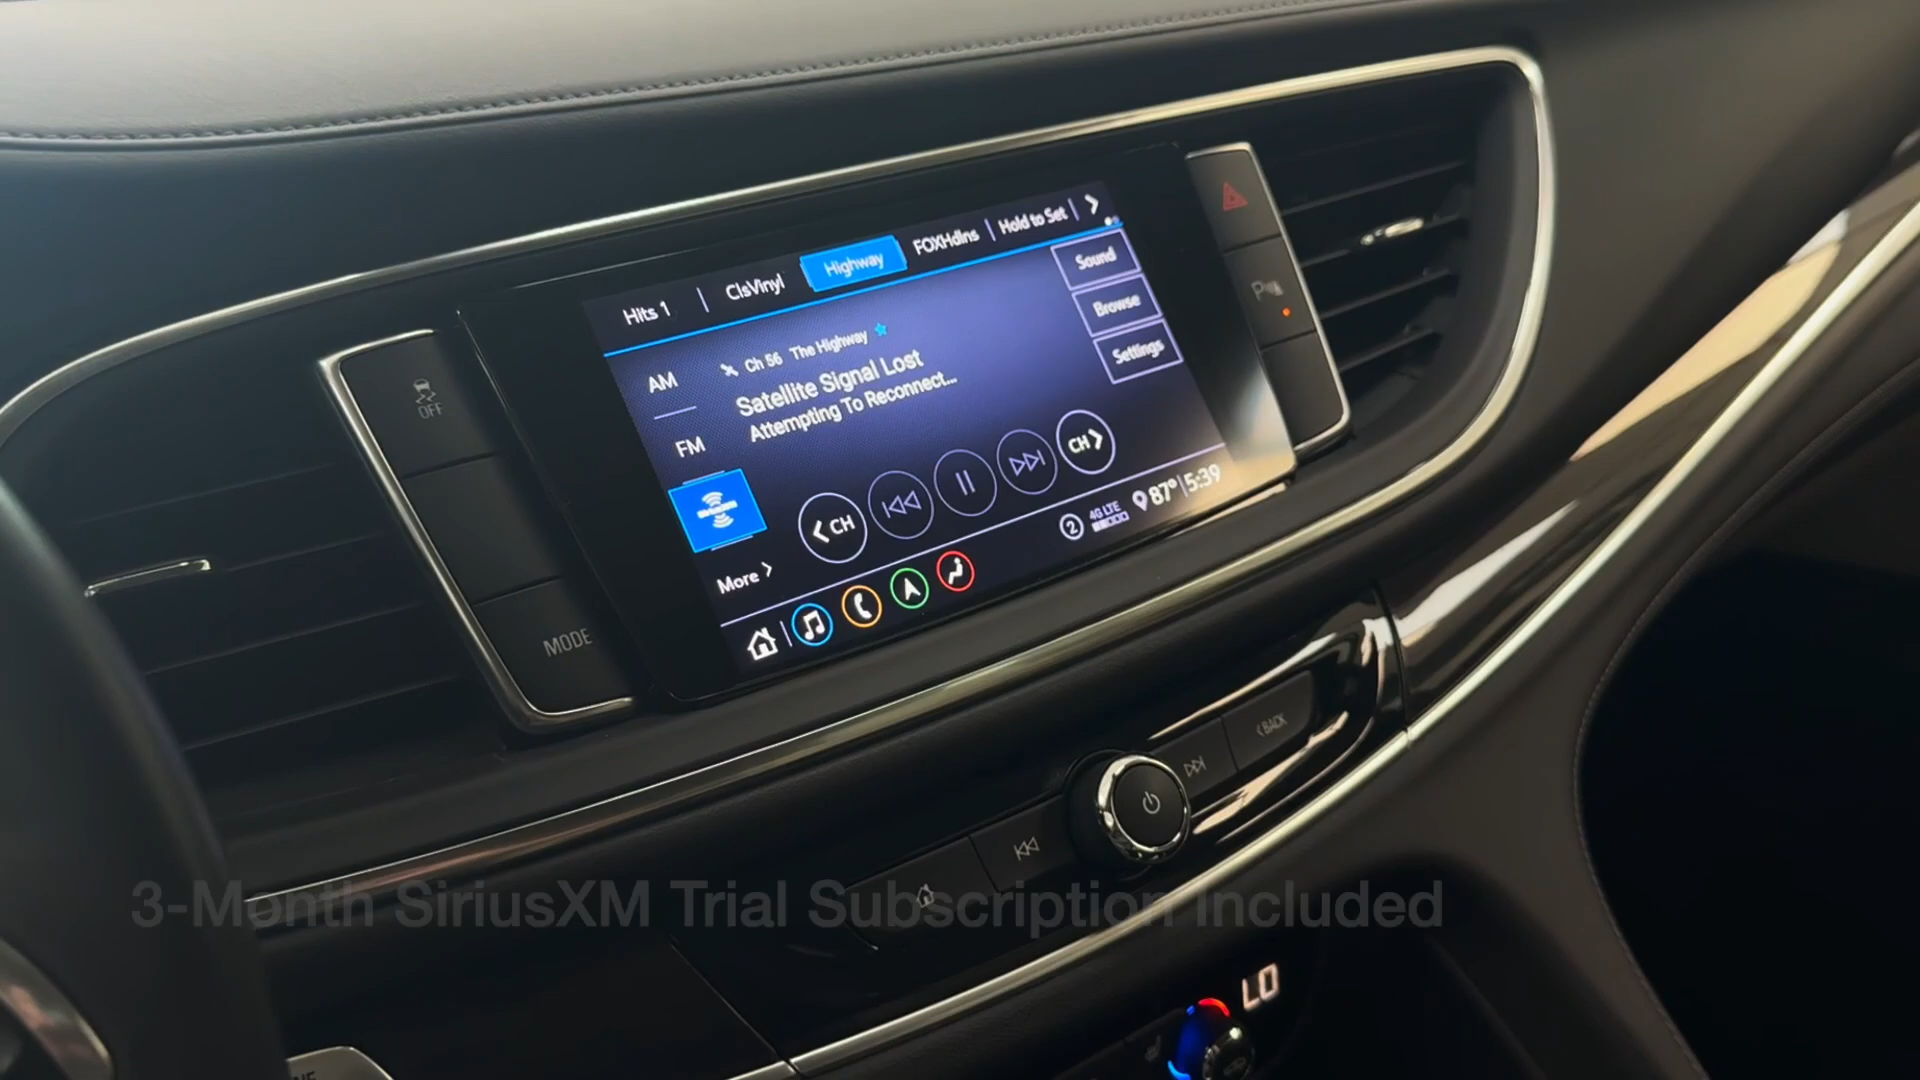 Hits 1
ClsVinyl
Highway
FOXHdlns
Hold to Set
Sound
Browse
Settings
AM
FM
SiriusXM
More
Ch 56 The Highway
Satellite Signal Lost
Attempting To Reconnect...
CH
CH
2
4G LTE
87°
5:39
OFF
MODE
BACK
3-Month SiriusXM Trial Subscription Included
LO